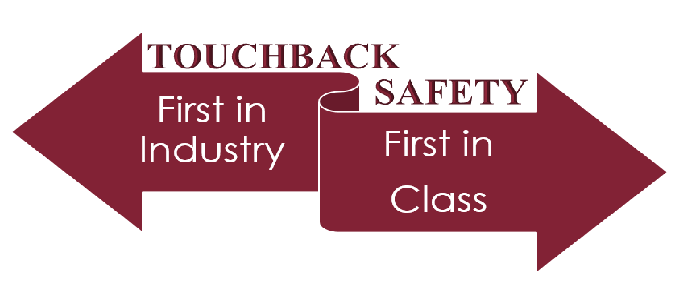 TOUCHBACK
SAFETY
First in
Industry
First in
Class